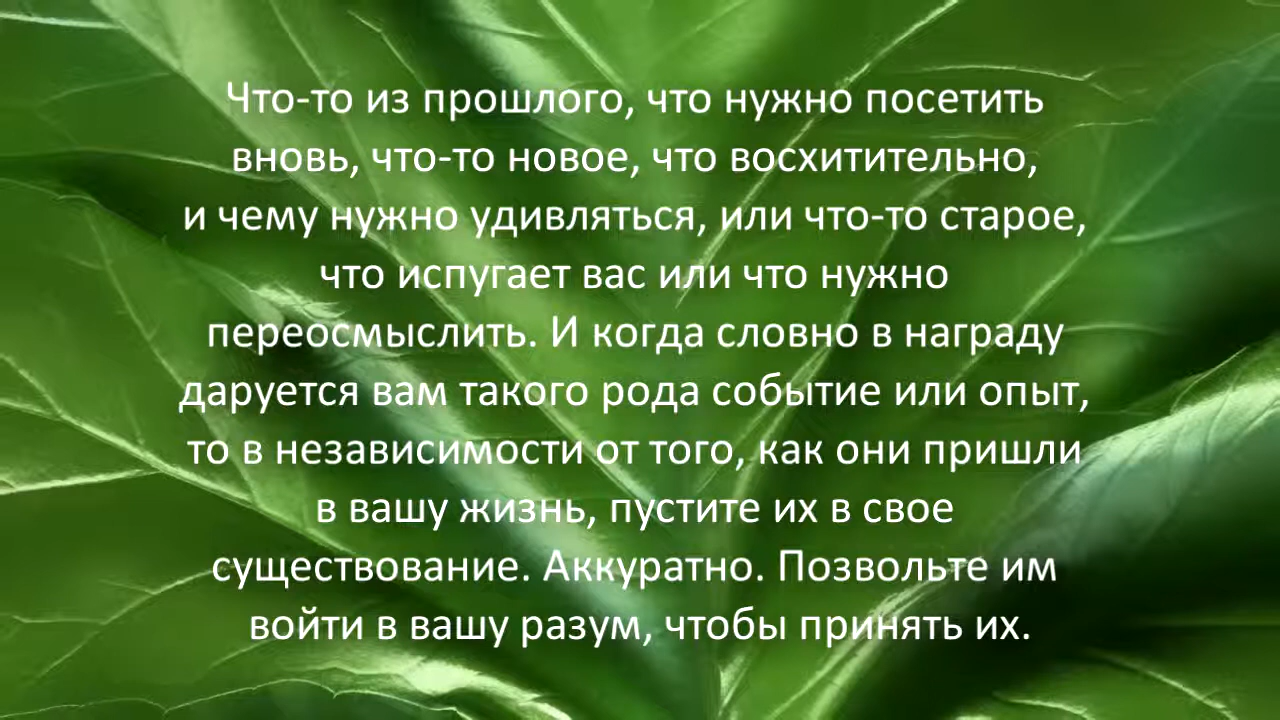 Что-то из прошлого, что нужно посетить
вновь, что-то новое, что восхитительно,
и чему нужно удивляться, или что-то старое,
что испугает вас или что нужно
переосмыслить. И когда словно в награду
даруется вам такого рода событие или опыт,
то в независимости от того, как они пришли
в вашу жизнь, пустите их в свое
существование. Аккуратно. Позвольте им
войти в вашу разум, чтобы принять их.